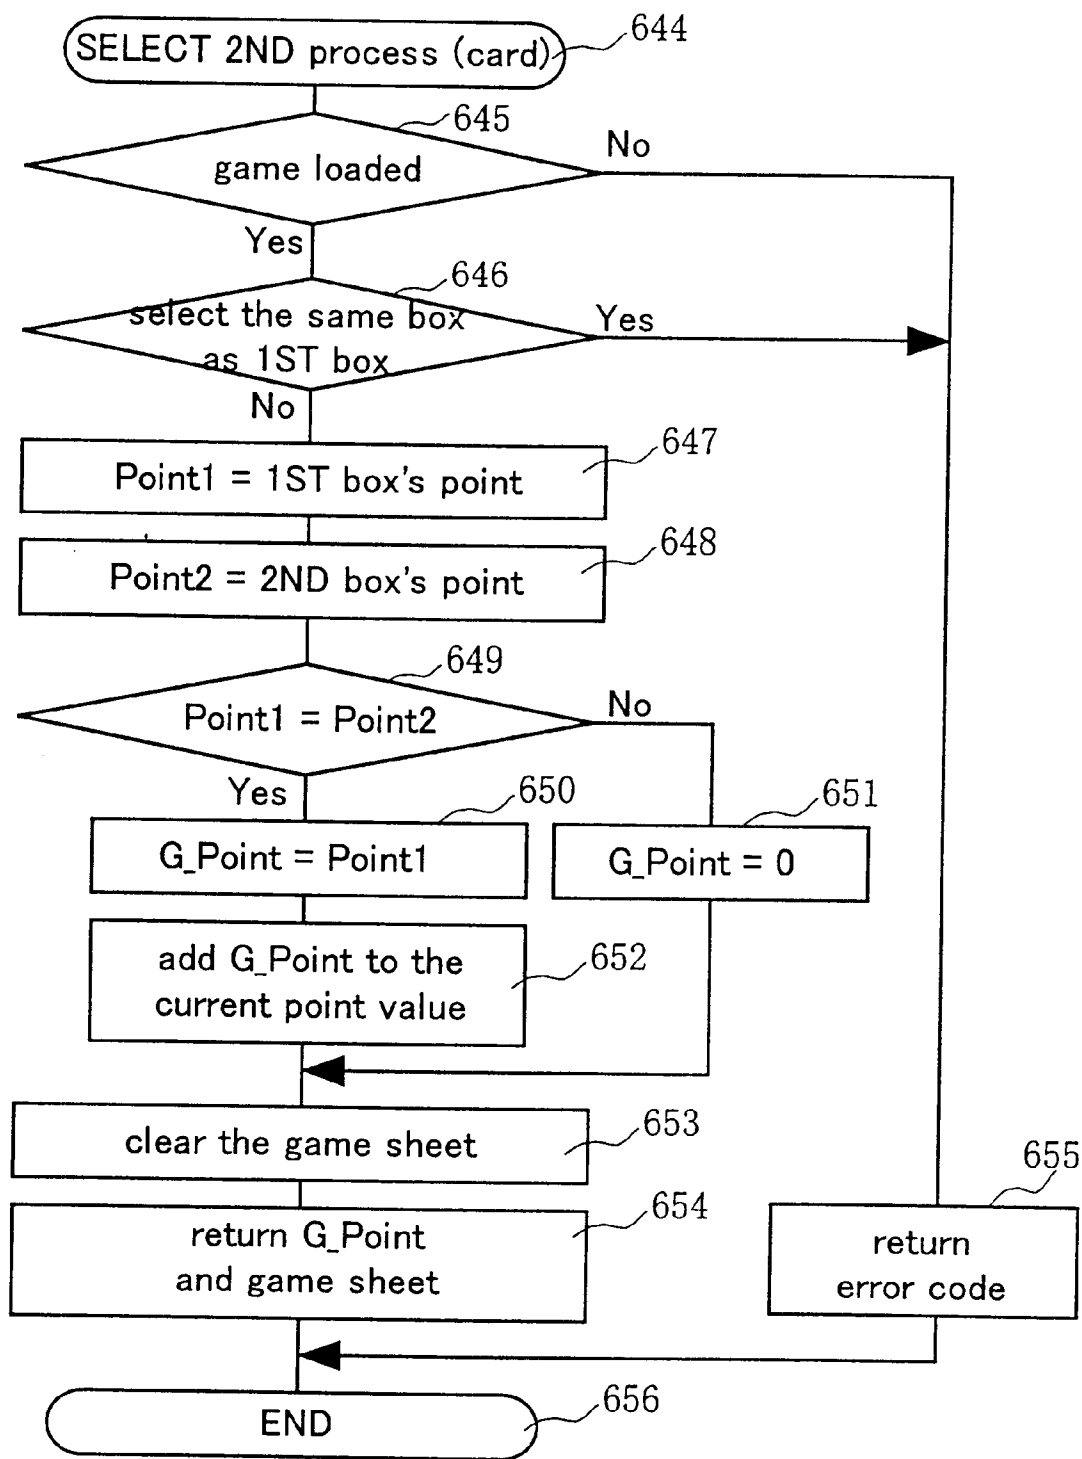 SELECT 2ND process (card)
644
645
game loaded
No
Yes
646
select the same box
as 1ST box
Yes
No
647
Point1 = 1ST box's point
648
Point2 = 2ND box's point
649
Point1 = Point2
No
Yes
650
G_Point = Point1
651
G_Point = 0
add G_Point to the
current point value
652
clear the game sheet
653
return G_Point
and game sheet
654
655
return
error code
END
656